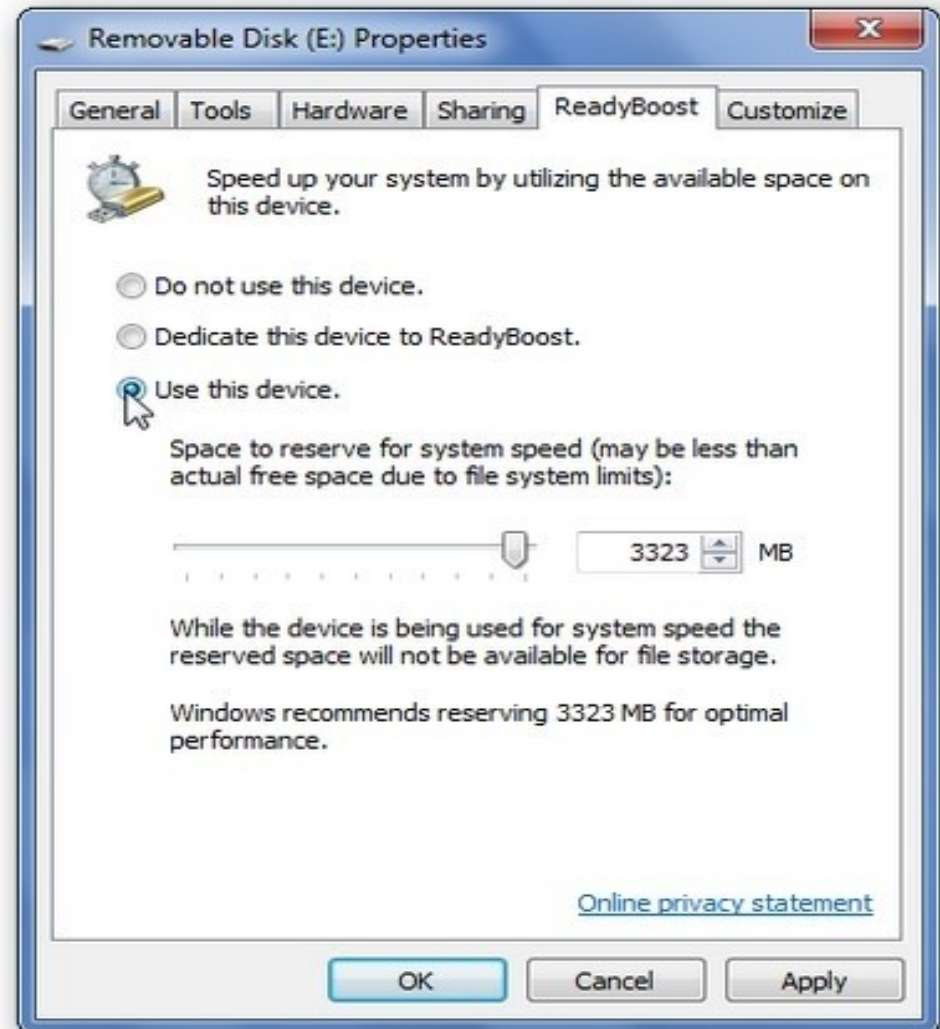 Removable Disk (E:) Properties
General Tools Hardware Sharing ReadyBoost Customize
Speed up your system by utilizing the available space on
this device.
Do not use this device.
Dedicate this device to ReadyBoost.
Use this device.
Space to reserve for system speed (may be less than
actual free space due to file system limits):
3323 MB
While the device is being used for system speed the
reserved space will not be available for file storage.
Windows recommends reserving 3323 MB for optimal
performance.
Online privacy statement
OK Cancel Apply